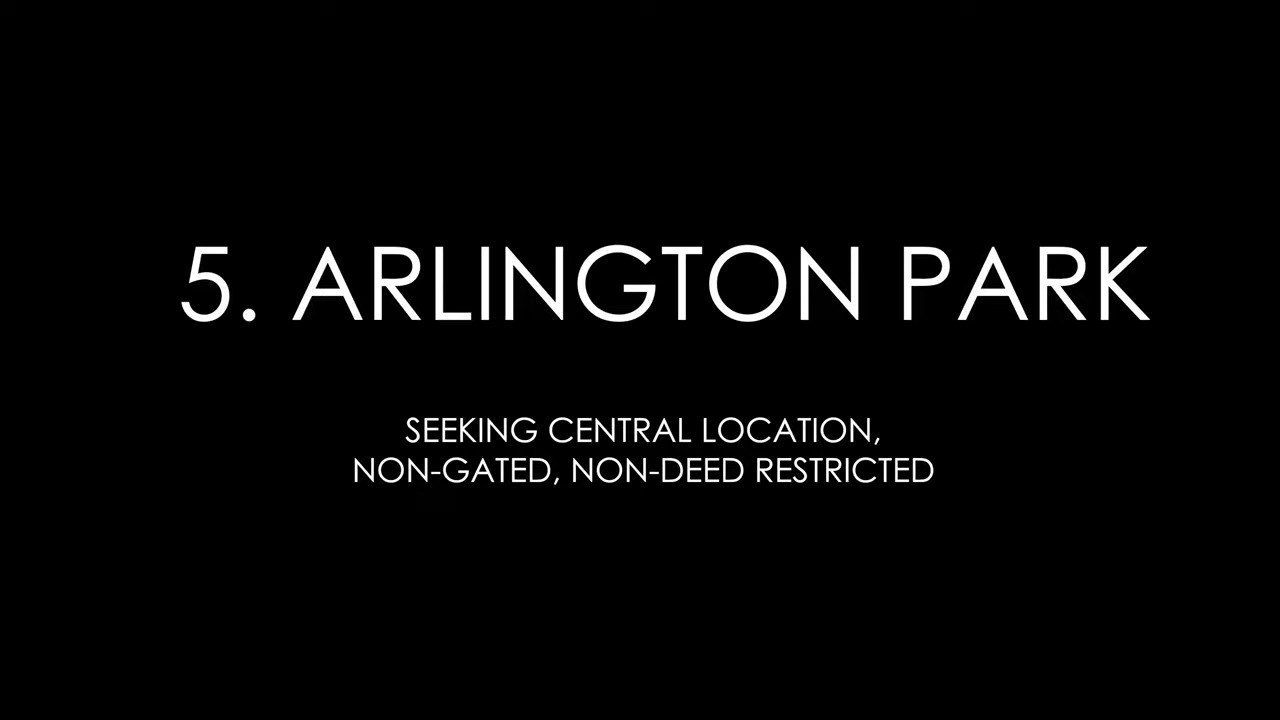 5. ARLINGTON PARK
SEEKING CENTRAL LOCATION,
NON-GATED, NON-DEED RESTRICTED